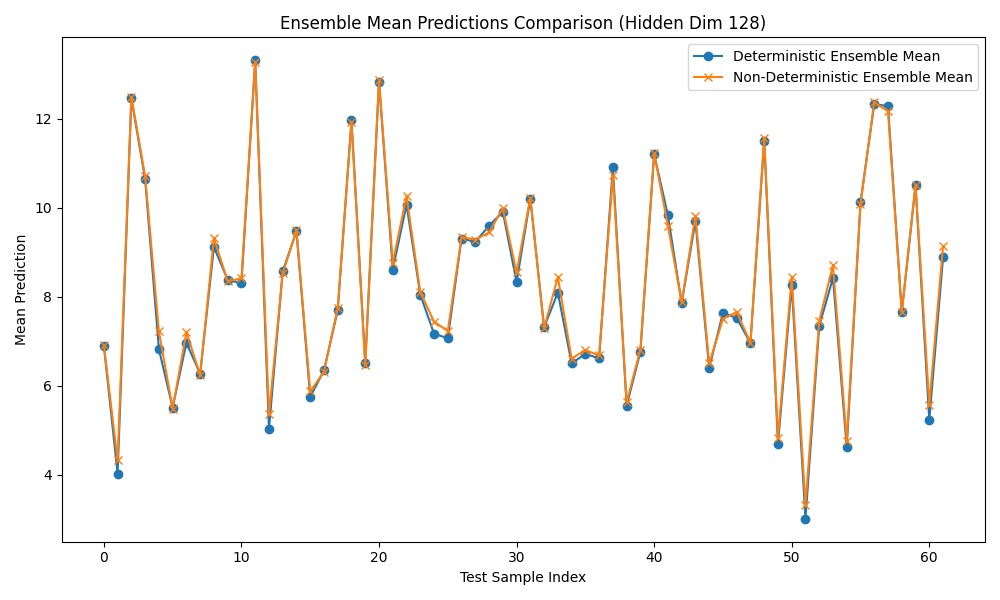 Ensemble Mean Predictions Comparison (Hidden Dim 128)
Deterministic Ensemble Mean
Non-Deterministic Ensemble Mean
Mean Prediction
12
10
8
6
4
0 10 20 30 40 50 60
Test Sample Index